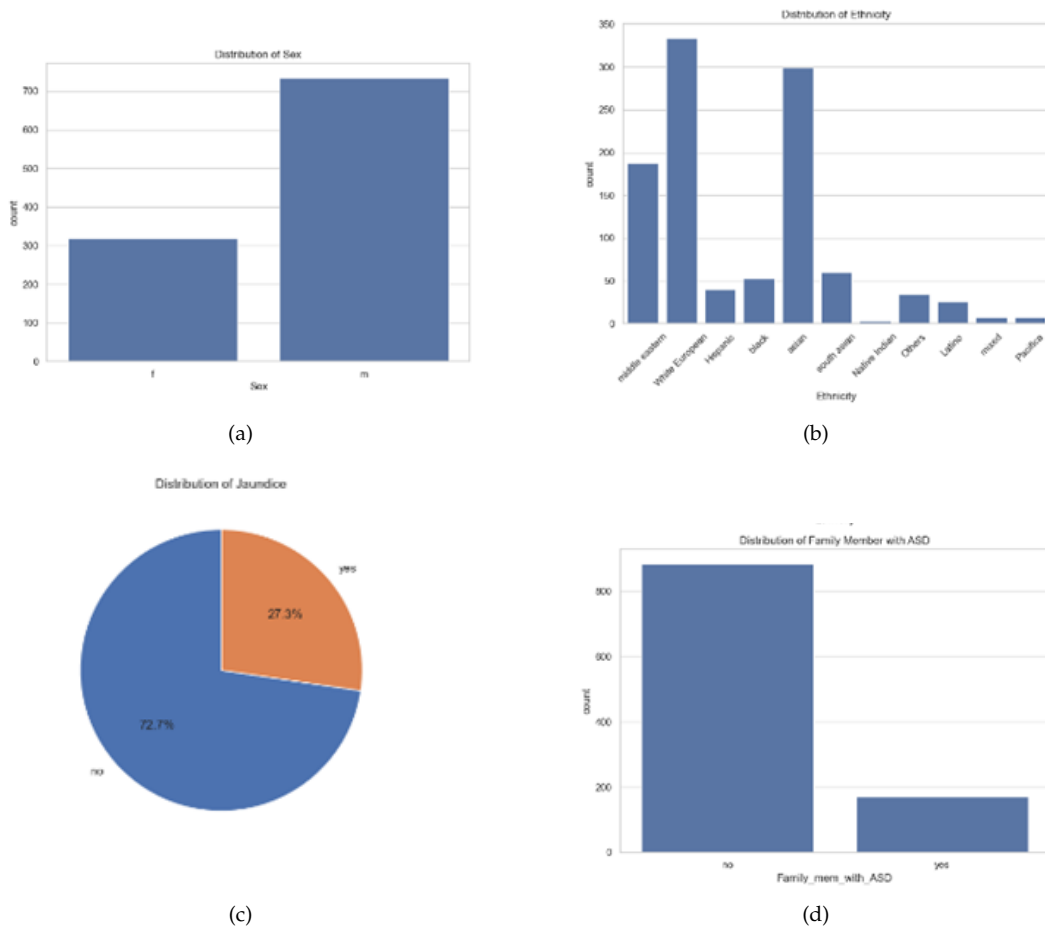 Distribution of Sex
700
600
500
400
300
200
100
0
count
f
m
Sex
(a)
Distribution of Ethnicity
350
300
250
200
150
100
50
0
count
middle eastern
White European
Hispanic
black
asian
south asian
Native Indian
Others
Latino
mixed
Pacifica
Ethnicity
(b)
Distribution of Jaundice
yes
27.3%
72.7%
no
(c)
Distribution of Family Member with ASD
800
600
400
200
0
count
no
yes
Family_mem_with_ASD
(d)